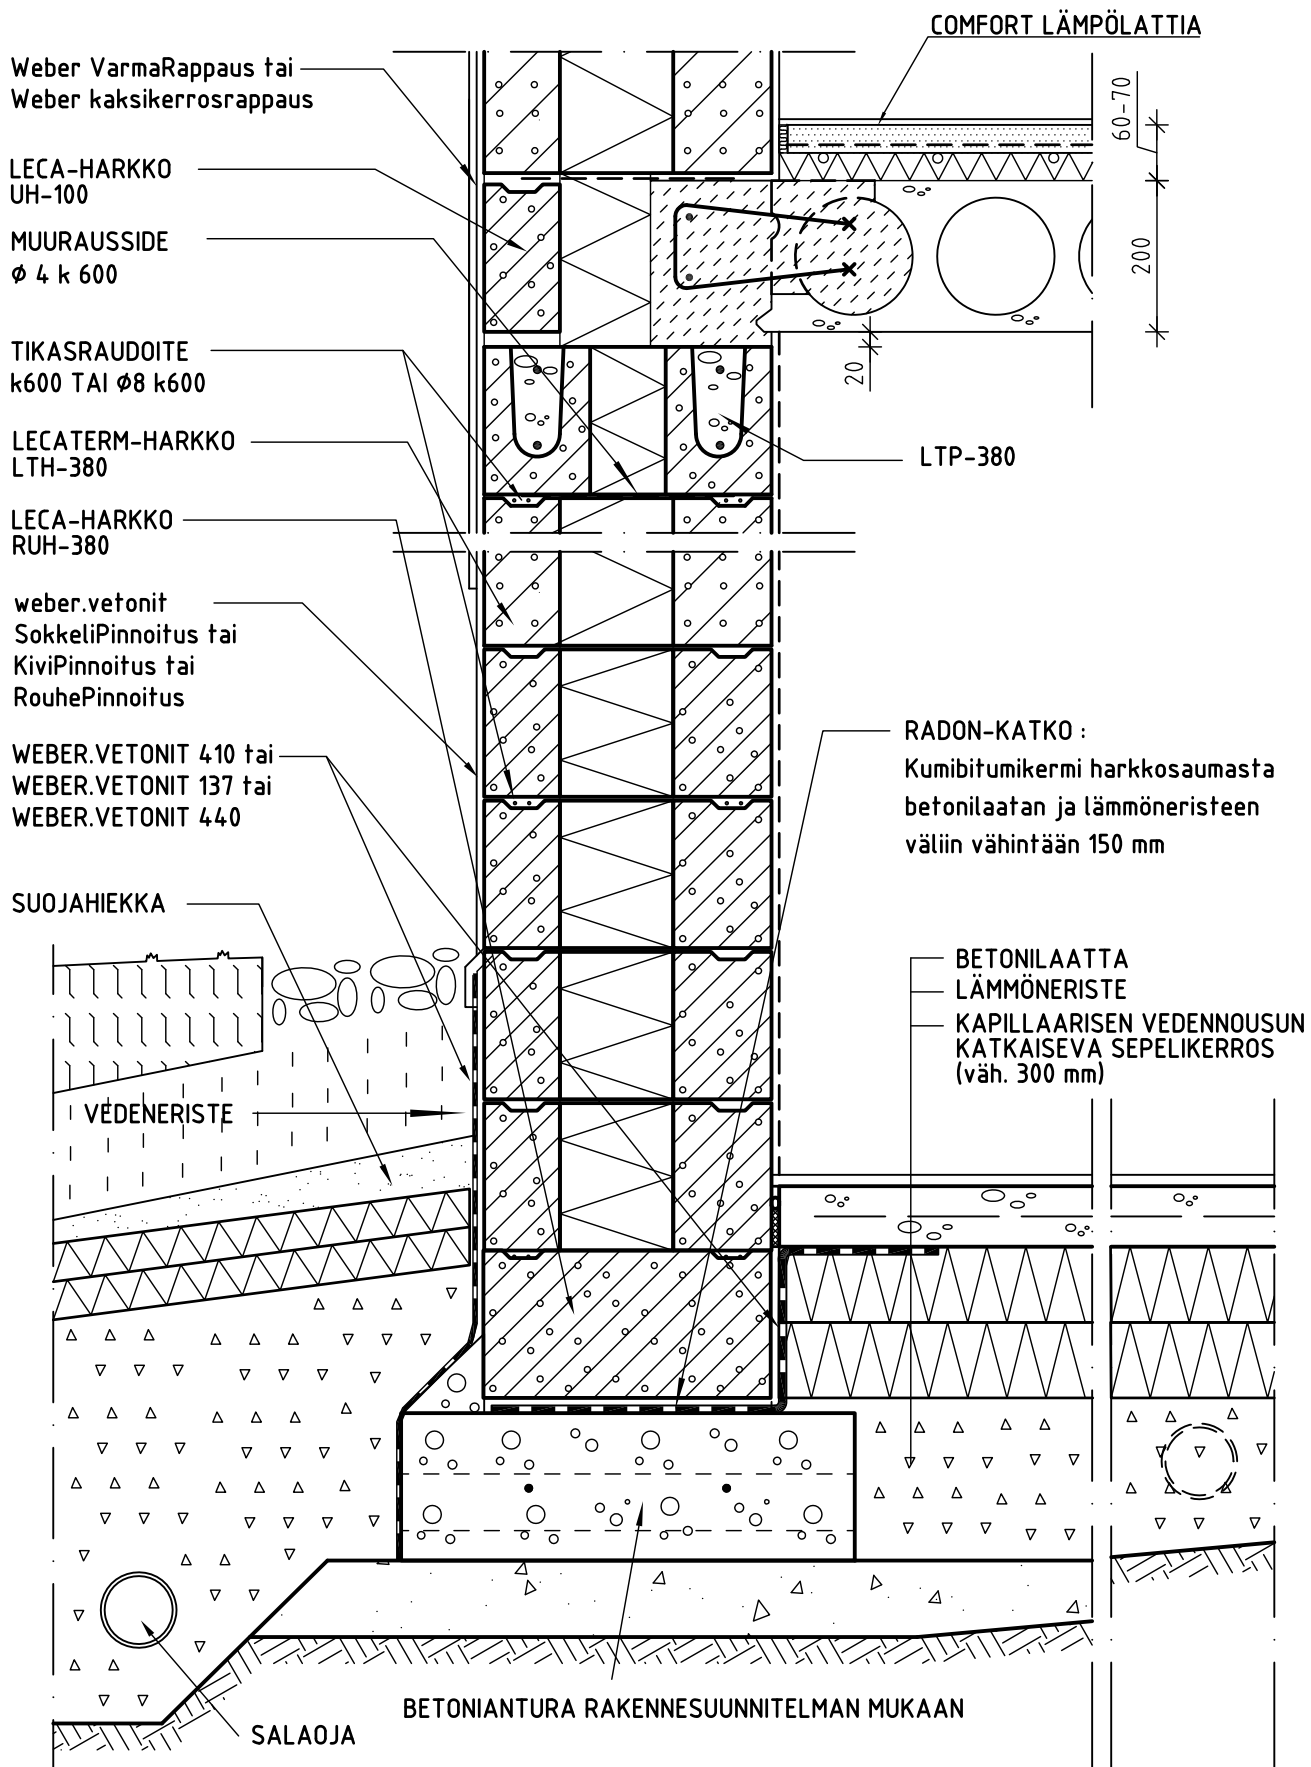 COMFORT LÄMPÖLATTIA
Weber VarmaRappaus tai
Weber kaksikerrosrappaus
60-70
LECA-HARKKO
UH-100
MUURAUSSIDE
Ø 4 k 600
200
TIKASRAUDOITE
k600 TAI Ø8 k600
20
LECATERM-HARKKO
LTH-380
LTP-380
LECA-HARKKO
RUH-380
weber.vetonit
SokkeliPinnoitus tai
KiviPinnoitus tai
RouhePinnoitus
WEBER.VETONIT 410 tai
WEBER.VETONIT 137 tai
WEBER.VETONIT 440
RADON-KATKO :
Kumibitumikermi harkkosaumasta
betonilaatan ja lämmöneristeen
väliin vähintään 150 mm
SUOJAHIEKKA
BETONILAATTA
LÄMMÖNERISTE
KAPILLAARISEN VEDENNOUSUN
KATKAISEVA SEPELIKERROS
(väh. 300 mm)
VEDENERISTE
BETONIANTURA RAKENNESUUNNITELMAN MUKAAN
SALAOJA